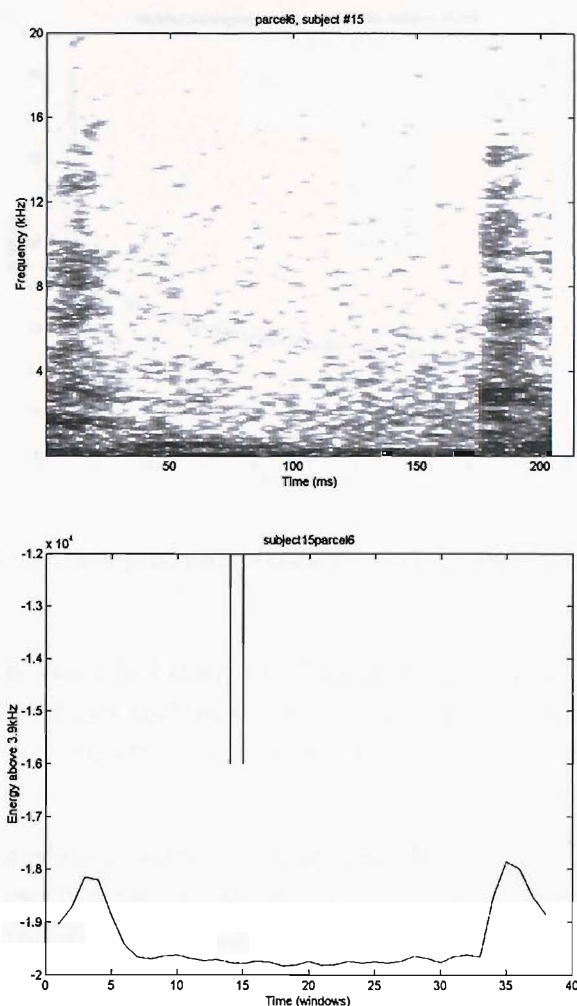 parcel6, subject #15
20
16
12
8
4
Frequency (kHz)
50 100 150 200
Time (ms)
subject15parcel6
x 10⁴
-1.2
-1.3
-1.4
-1.5
-1.6
-1.7
-1.8
-1.9
-2
Energy above 3.9kHz
0 5 10 15 20 25 30 35 40
Time (windows)